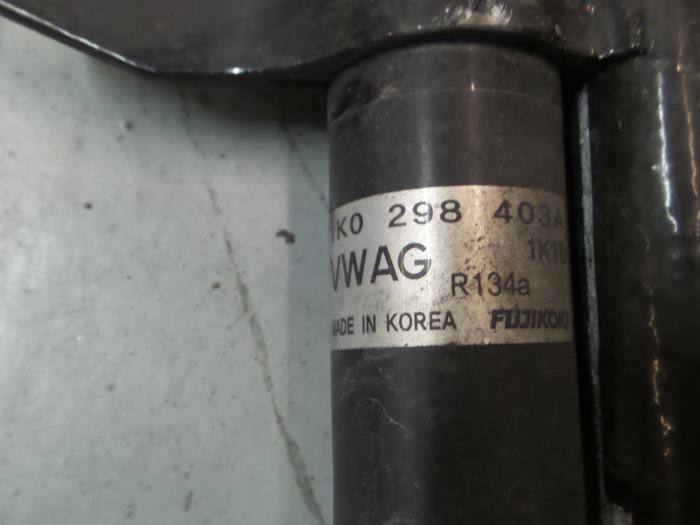 1K0 298 403A
1K18
VWAG
R134a
MADE IN KOREA FUJIKOKI